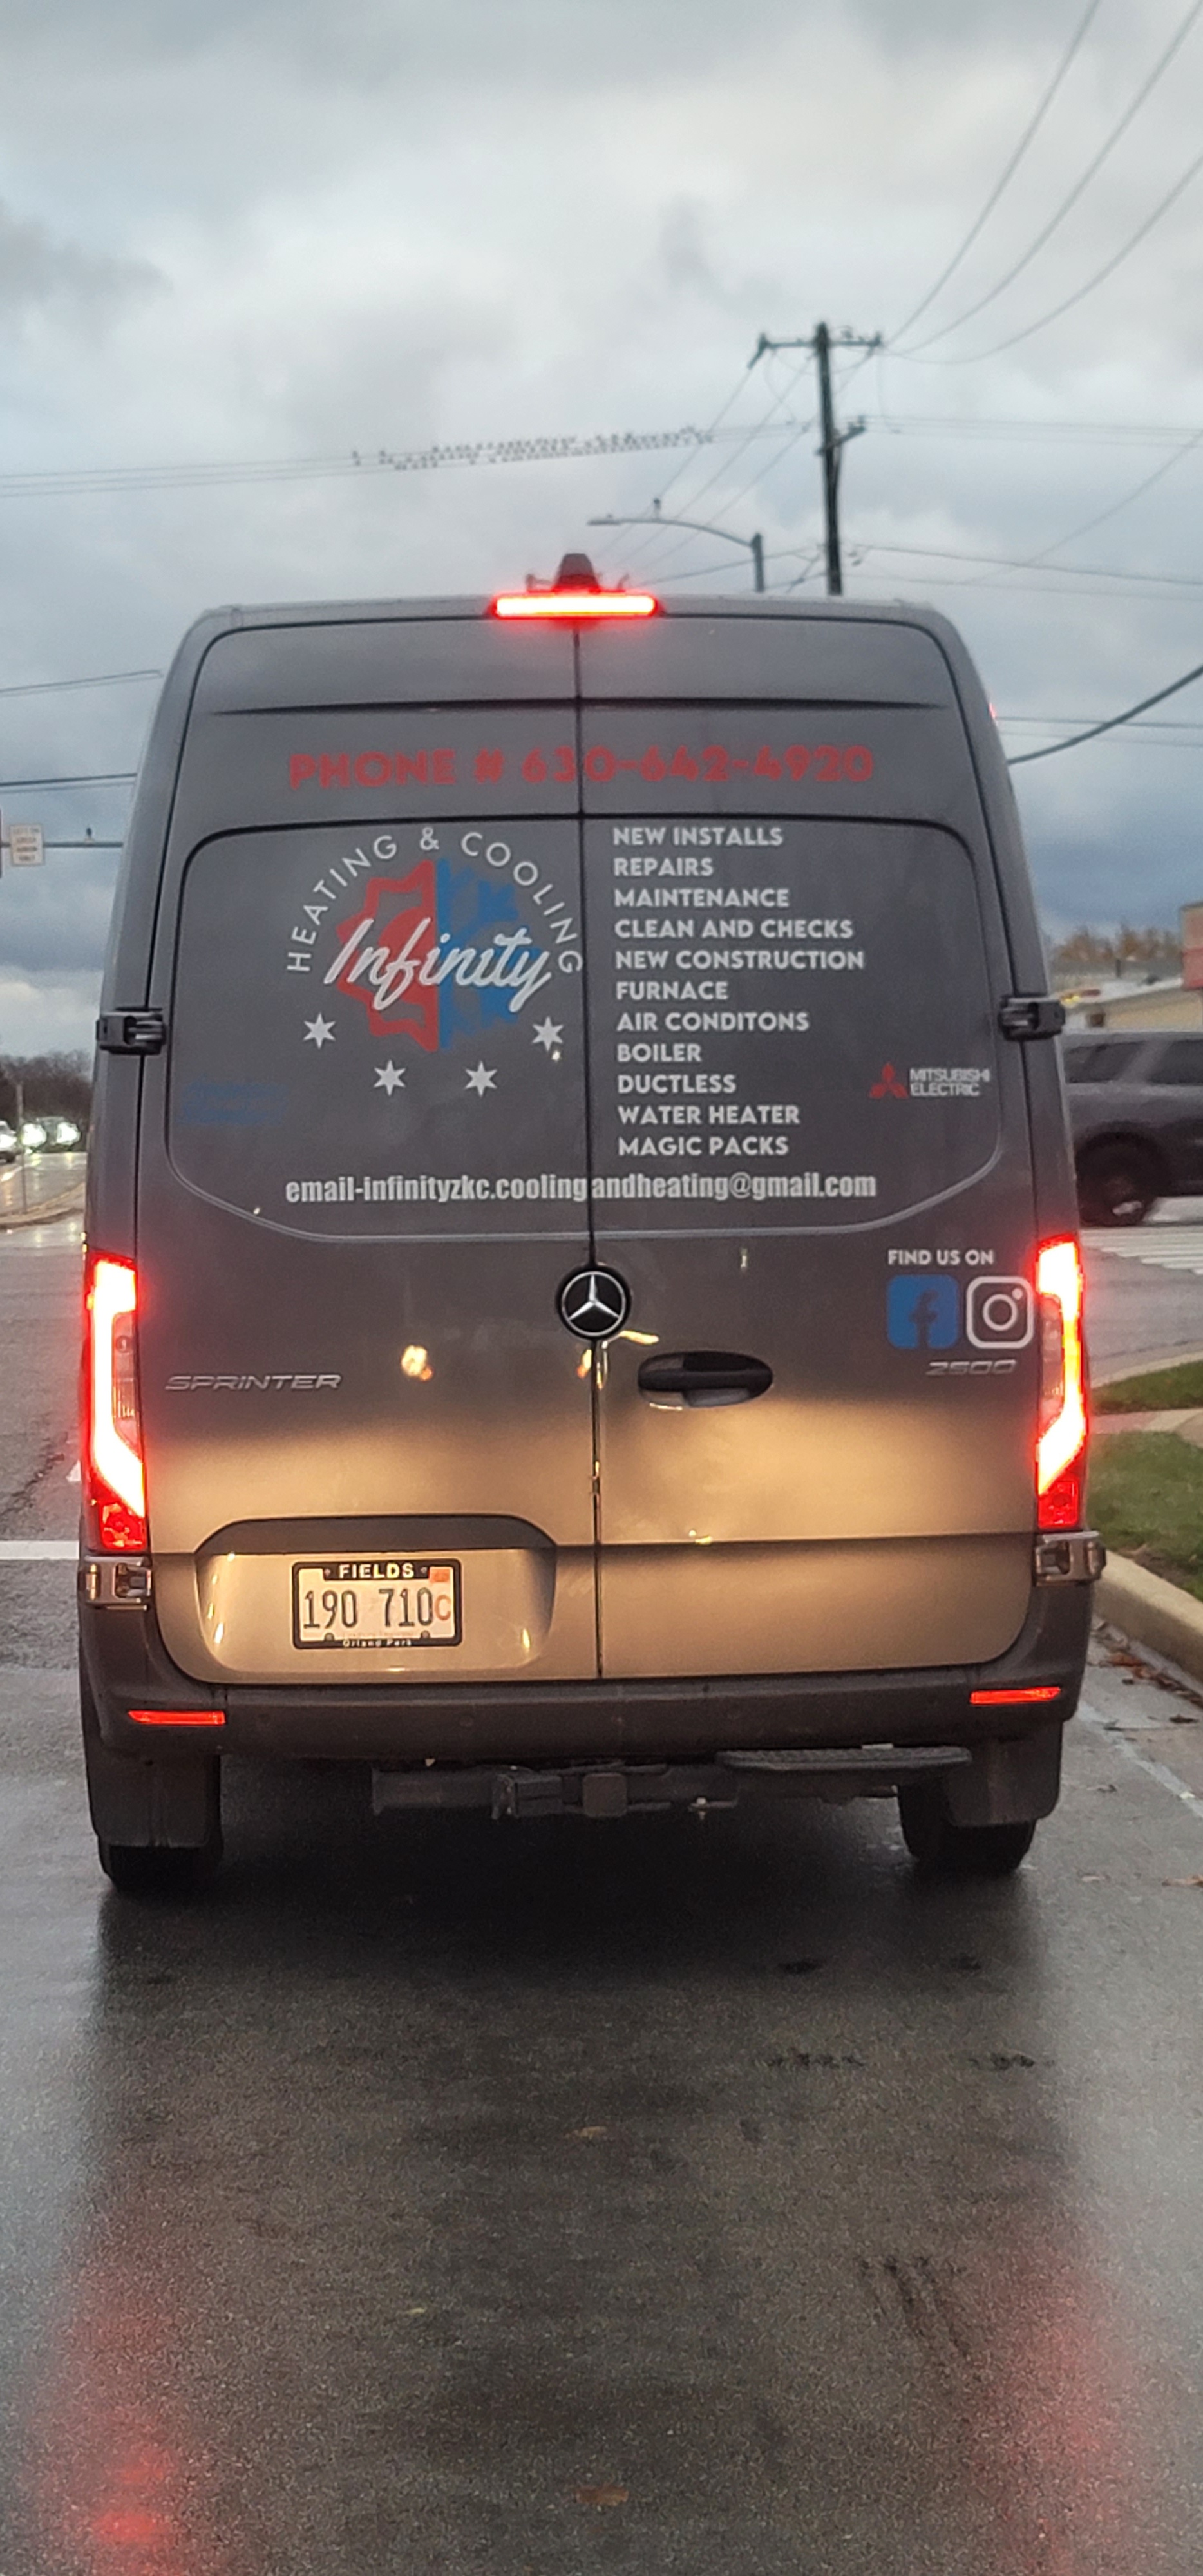 PHONE # 630-642-4920
HEATING & COOLING
Infinity
NEW INSTALLS
REPAIRS
MAINTENANCE
CLEAN AND CHECKS
NEW CONSTRUCTION
FURNACE
AIR CONDITONS
BOILER
DUCTLESS
WATER HEATER
MAGIC PACKS
MITSUBISHI
ELECTRIC
email-infinityzkc.coolingandheating@gmail.com
FIND US ON
SPRINTER
2500
FIELDS
190 710C
Orland Park